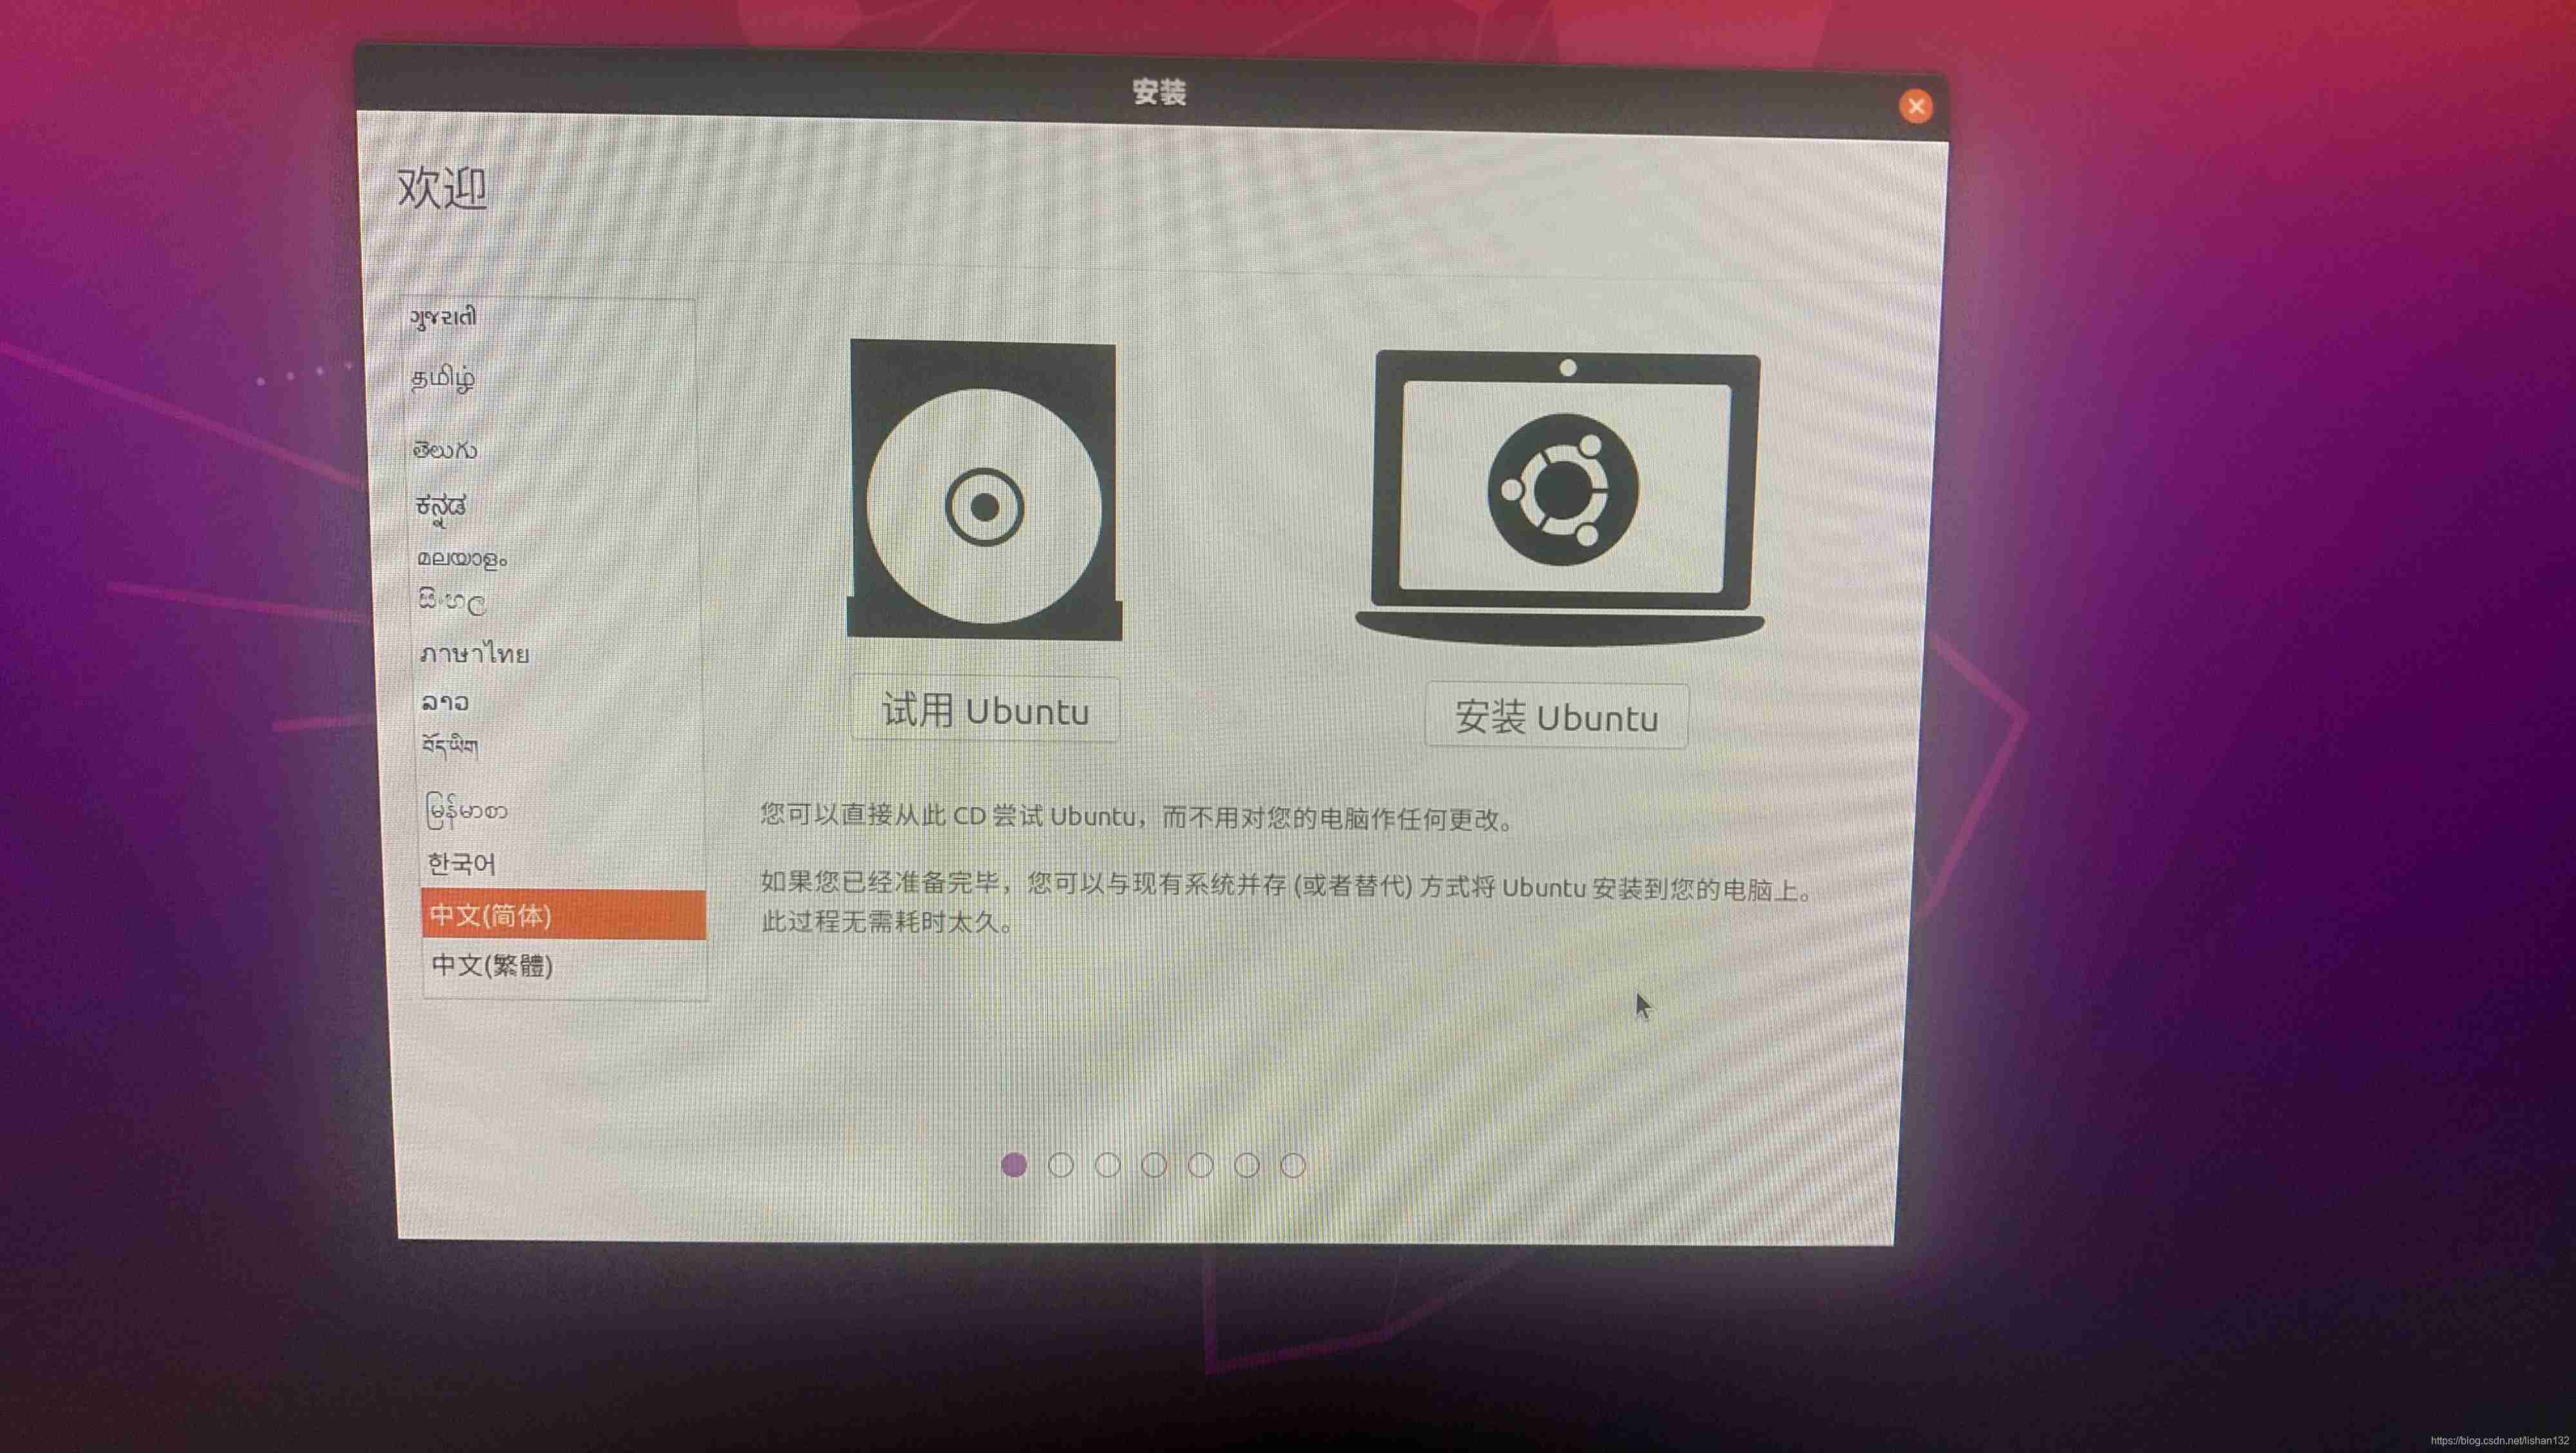 安装
欢迎
ગુજરાતી
தமிழ்
తెలుగు
ಕನ್ನಡ
മലയാളം
සිංහල
ภาษาไทย
ລາວ
བོད་ཡིག
မြန်မာစာ
한국어
中文(简体)
中文(繁體)
试用 Ubuntu
安装 Ubuntu
您可以直接从此 CD 尝试 Ubuntu，而不用对您的电脑作任何更改。
如果您已经准备完毕，您可以与现有系统并存 (或者替代) 方式将 Ubuntu 安装到您的电脑上。
此过程无需耗时太久。
https://blog.csdn.net/lishan132